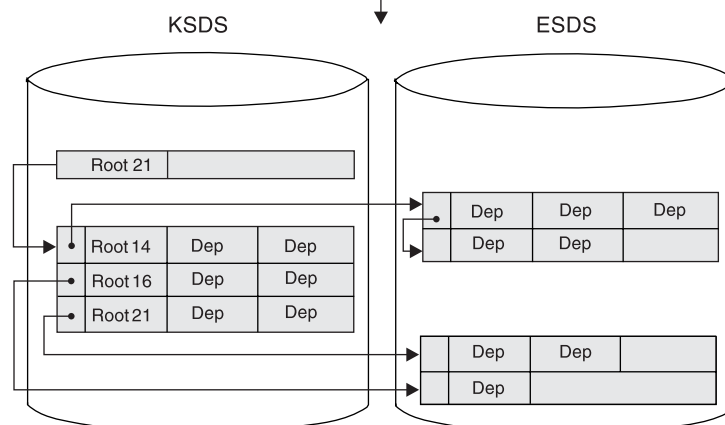 KSDS
ESDS
Root 21
Root 14 Dep Dep
Root 16 Dep Dep
Root 21 Dep Dep
Dep Dep Dep
Dep Dep
Dep Dep
Dep